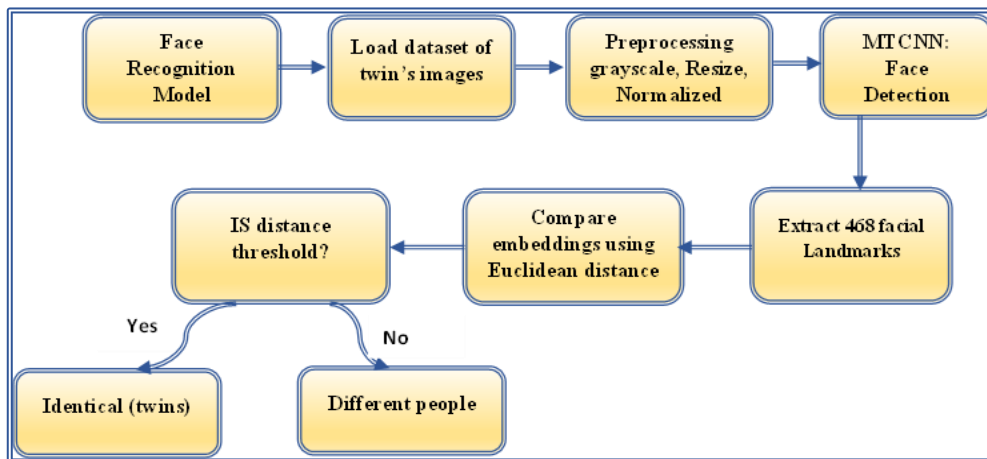 Face
Recognition
Model
Load dataset of
twin's images
Preprocessing
grayscale, Resize,
Normalized
MTCNN:
Face
Detection
Extract 468 facial
Landmarks
Compare
embeddings using
Euclidean distance
IS distance
threshold?
Yes
No
Identical (twins)
Different people